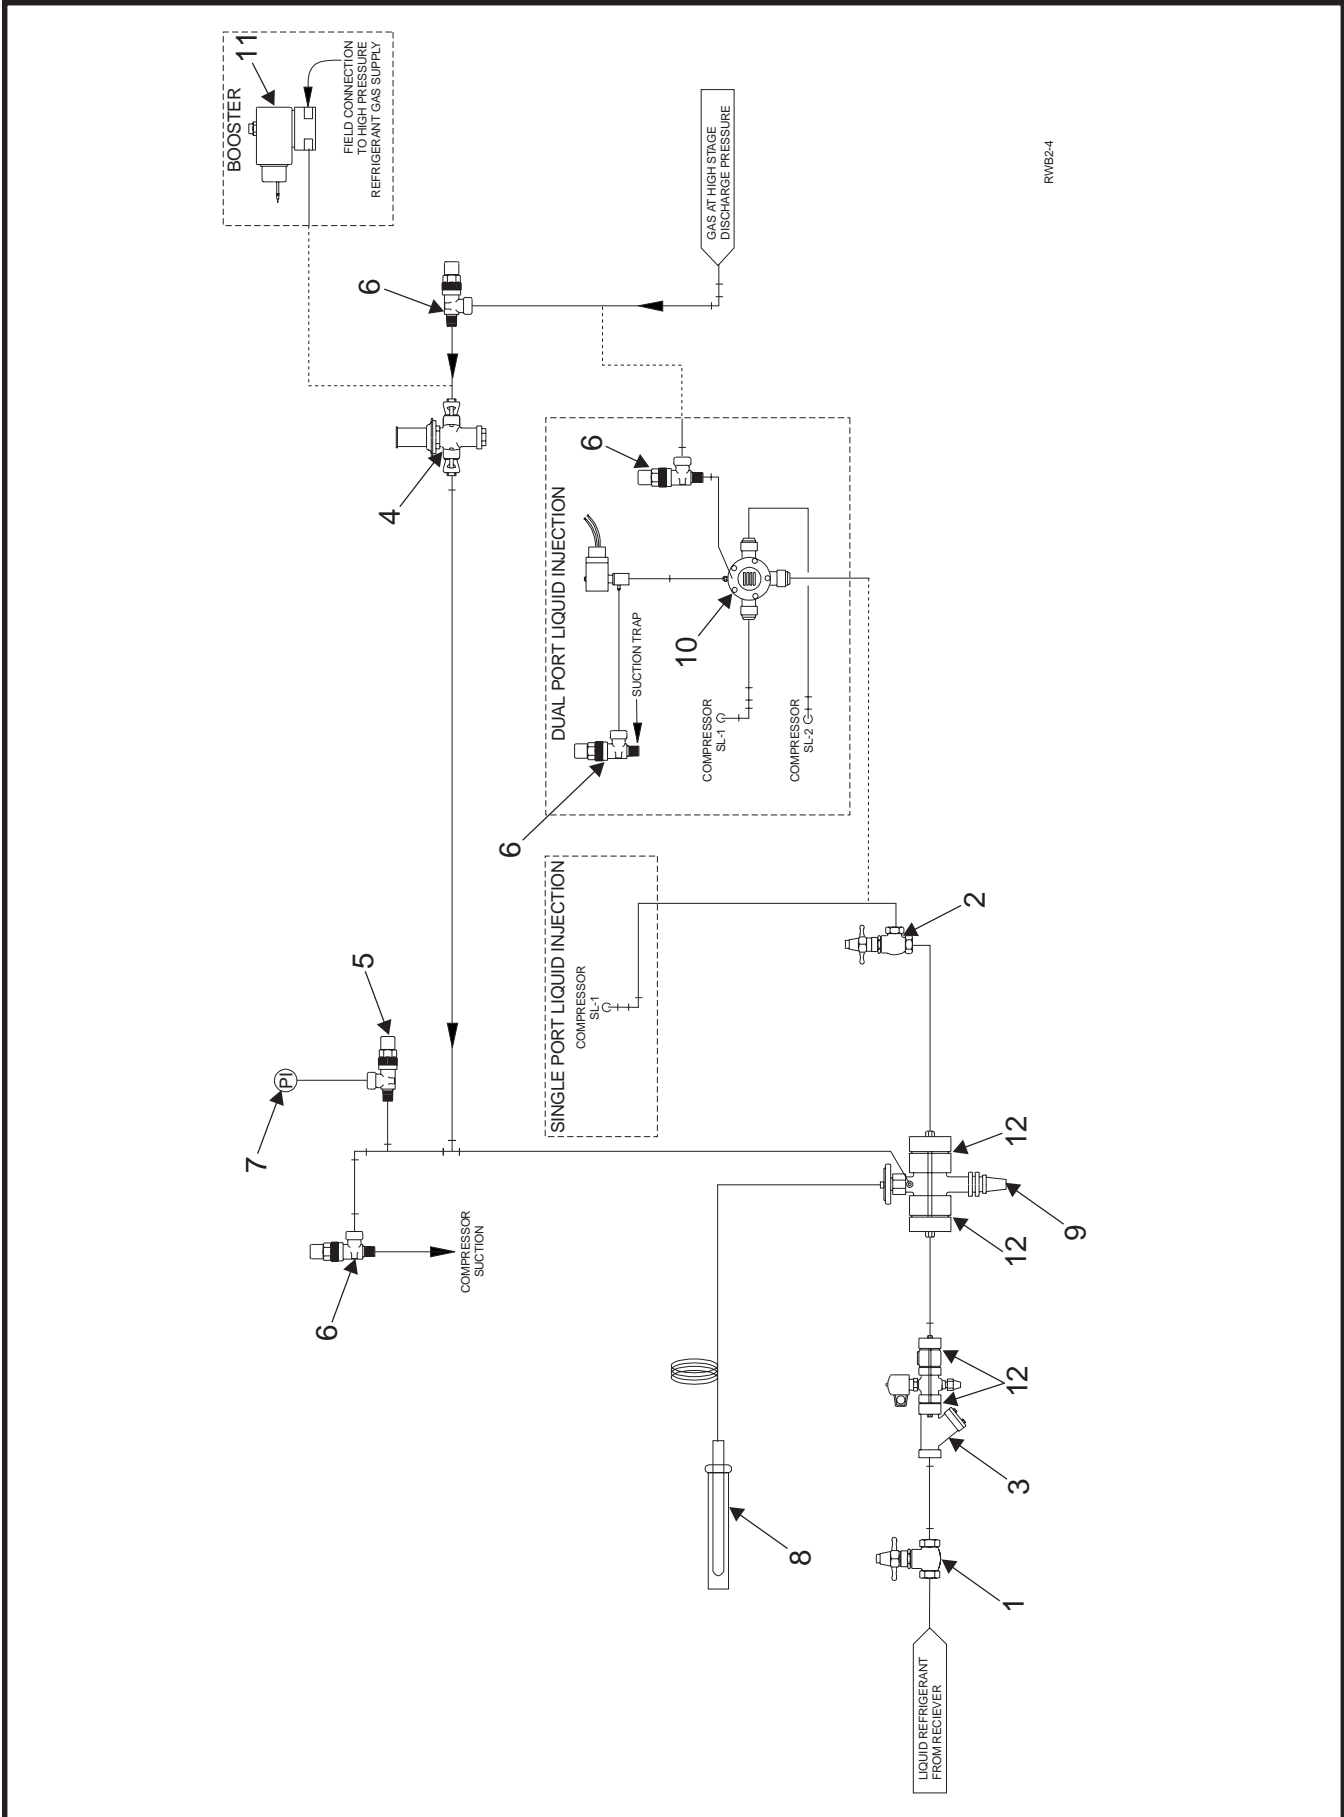 BOOSTER
11
FIELD CONNECTION
TO HIGH PRESSURE
REFRIGERANT GAS SUPPLY
6
4
GAS AT HIGH STAGE
DISCHARGE PRESSURE
RWB2-4
DUAL PORT LIQUID INJECTION
6
10
SUCTION TRAP
6
COMPRESSOR
SL-1
COMPRESSOR
SL-2
SINGLE PORT LIQUID INJECTION
COMPRESSOR
SL-1
2
5
7
PI
6
COMPRESSOR
SUCTION
12
12
9
12
3
8
1
LIQUID REFRIGERANT
FROM RECIEVER